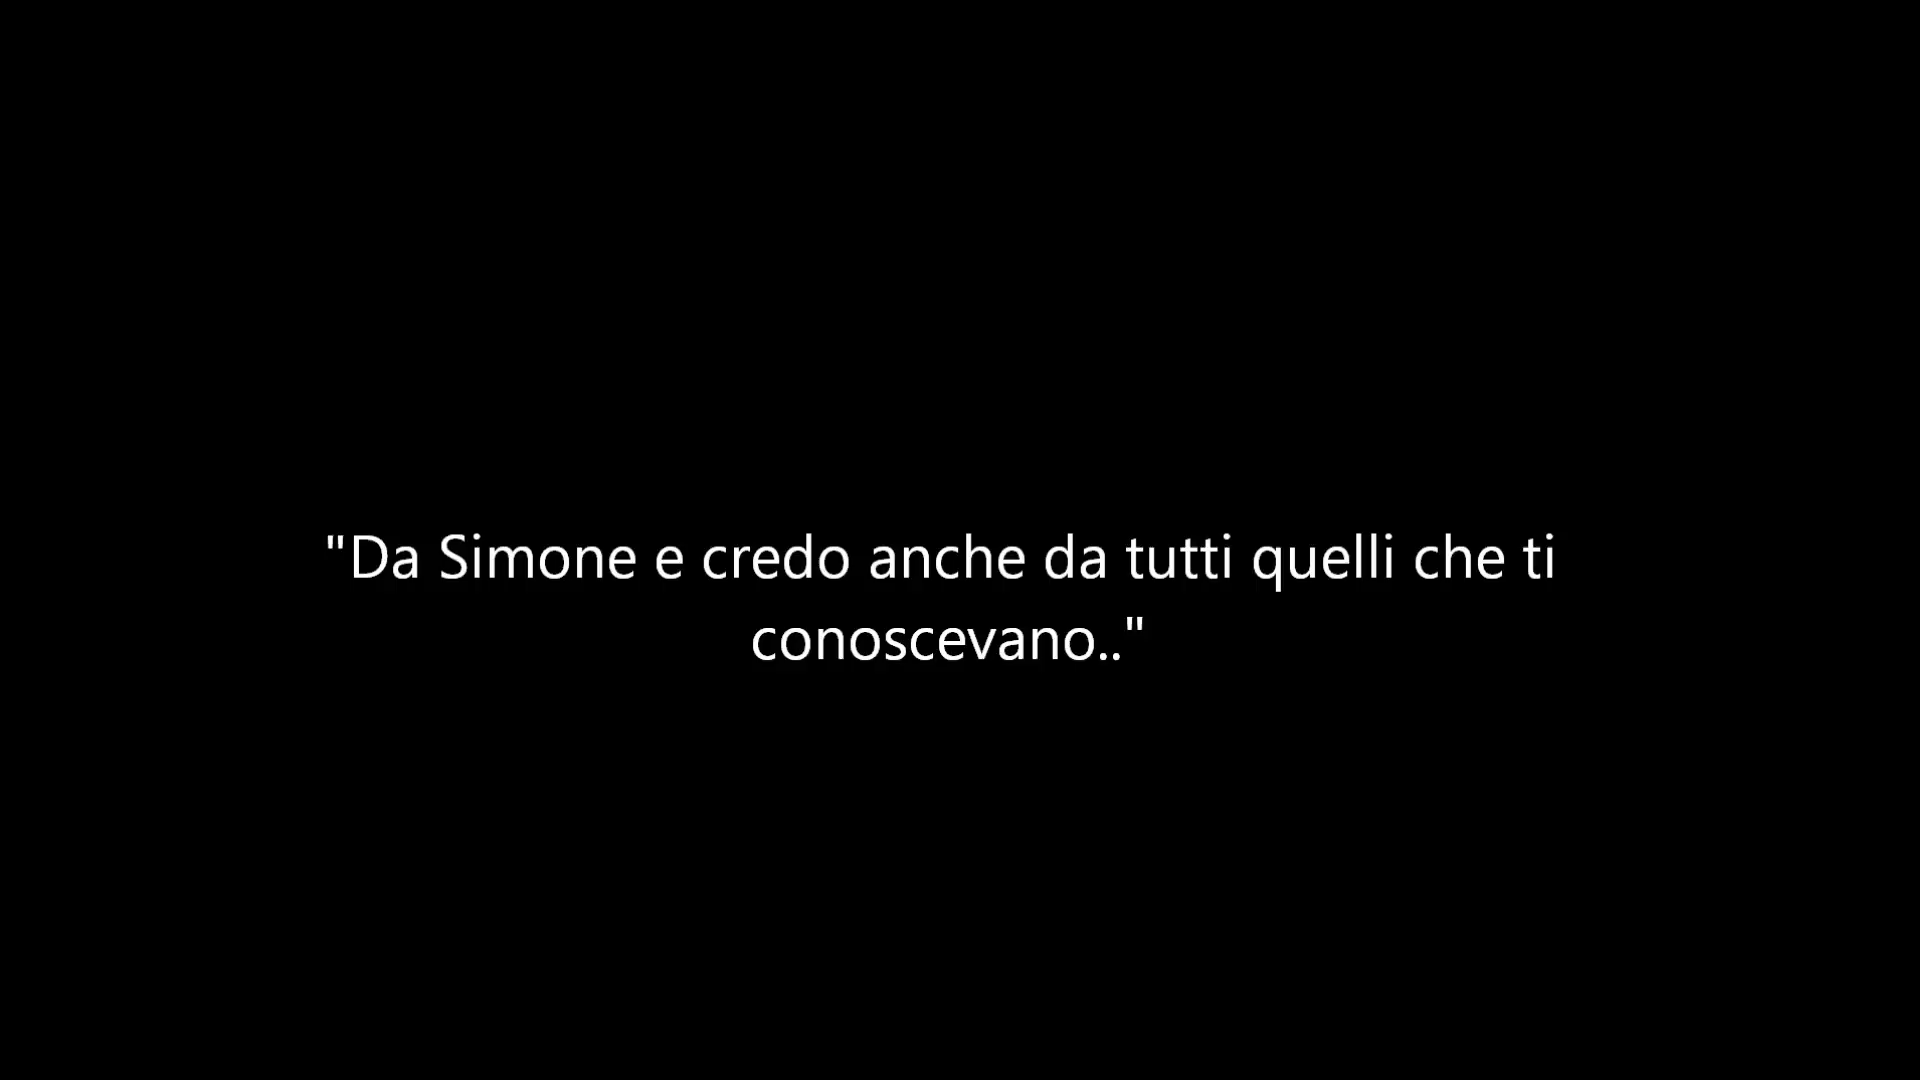 "Da Simone e credo anche da tutti quelli che ti
conoscevano.."